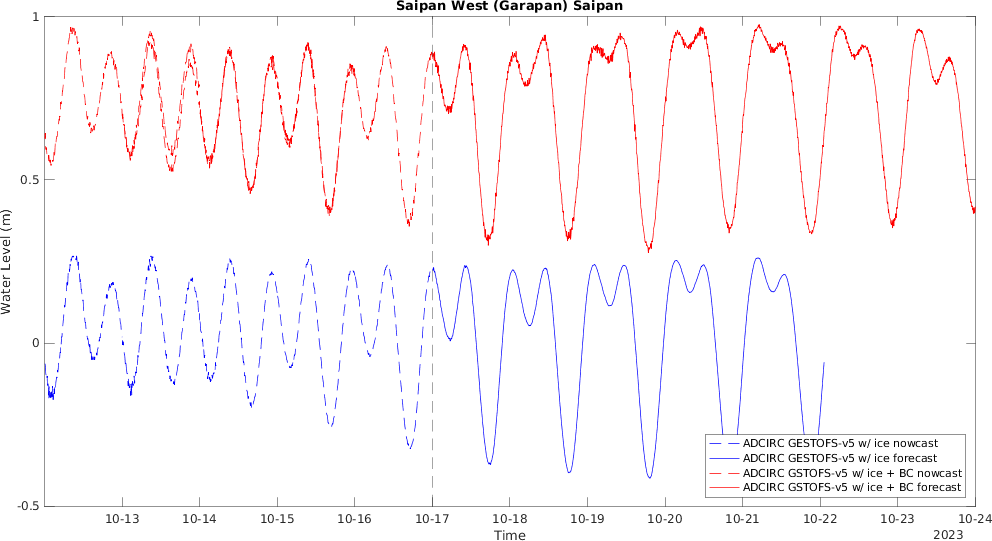 Saipan West (Garapan) Saipan
1
0.5
0
-0.5
Water Level (m)
10-13
10-14
10-15
10-16
10-17
10-18
10-19
10-20
10-21
10-22
10-23
10-24
Time
2023
ADCIRC GESTOFS-v5 w/ ice nowcast
ADCIRC GESTOFS-v5 w/ ice forecast
ADCIRC GSTOFS-v5 w/ ice + BC nowcast
ADCIRC GSTOFS-v5 w/ ice + BC forecast